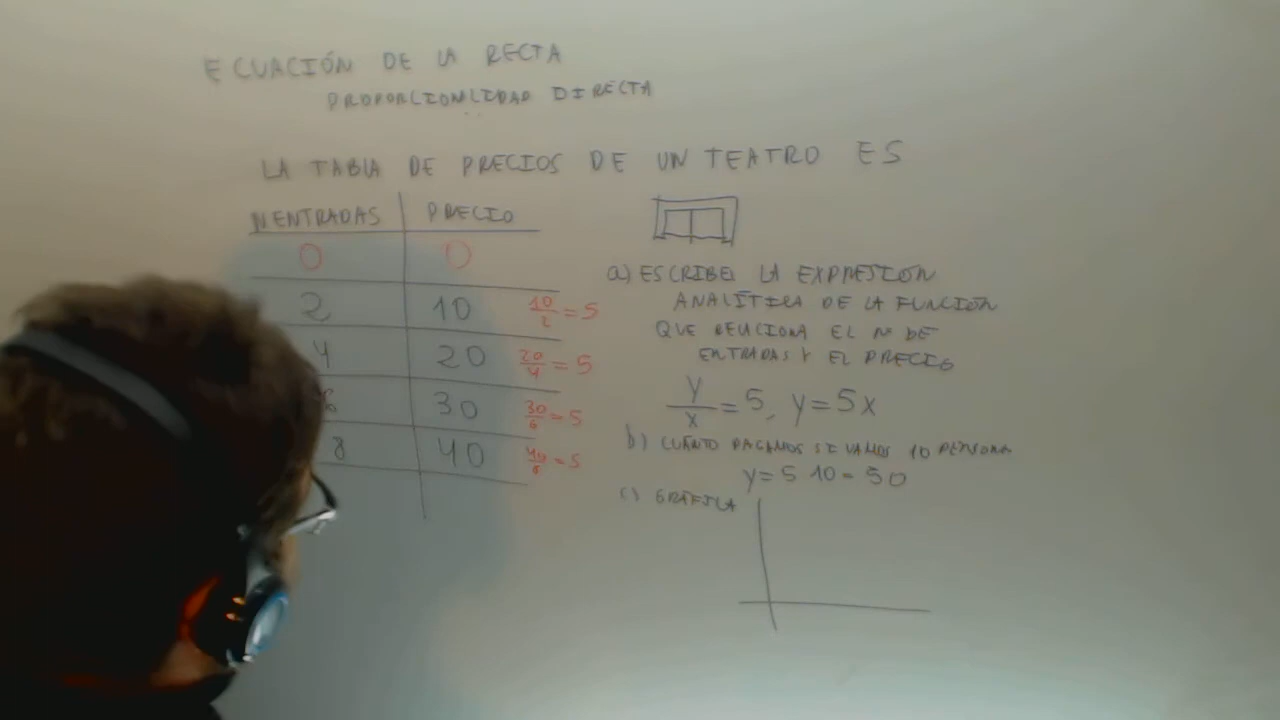 ECUACIÓN DE LA RECTA
PROPORCIONALIDAD DIRECTA
LA TABLA DE PRECIOS DE UN TEATRO ES
N ENTRADAS PRECIO
0 0
2 10 10/2 = 5
4 20 20/4 = 5
6 30 30/6 = 5
8 40 40/8 = 5
a) ESCRIBE LA EXPRESION
ANALÍTICA DE LA FUNCIÓN
QUE RELACIONA EL Nº DE
ENTRADAS Y EL PRECIO
y/x = 5, y = 5x
b) CUÁNTO PAGAMOS SI VAMOS 10 PERSONA
y = 5 10 = 50
c) GRÁFICA